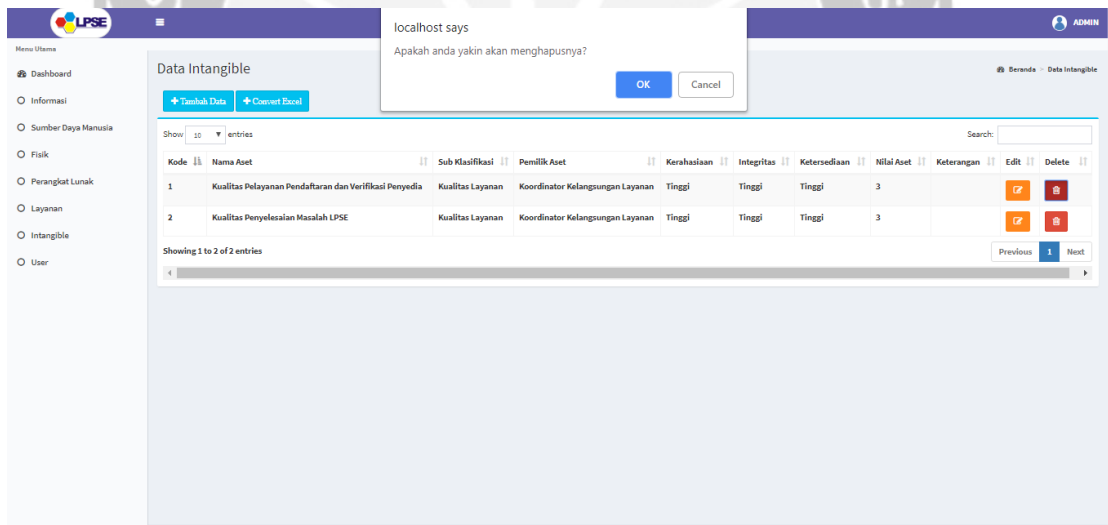 LPSE
localhost says
ADMIN
Apakah anda yakin akan menghapusnya?
OK Cancel
Menu Utama
Dashboard
Informasi
Sumber Daya Manusia
Fisik
Perangkat Lunak
Layanan
Intangible
User
Data Intangible
Beranda > Data Intangible
Tambah Data Convert Excel
Show 10 entries Search:
Kode Nama Aset Sub Klasifikasi Pemilik Aset Kerahasiaan Integritas Ketersediaan Nilai Aset Keterangan Edit Delete
1 Kualitas Pelayanan Pendaftaran dan Verifikasi Penyedia Kualitas Layanan Koordinator Kelangsungan Layanan Tinggi Tinggi Tinggi 3
2 Kualitas Penyelesaian Masalah LPSE Kualitas Layanan Koordinator Kelangsungan Layanan Tinggi Tinggi Tinggi 3
Showing 1 to 2 of 2 entries
Previous 1 Next